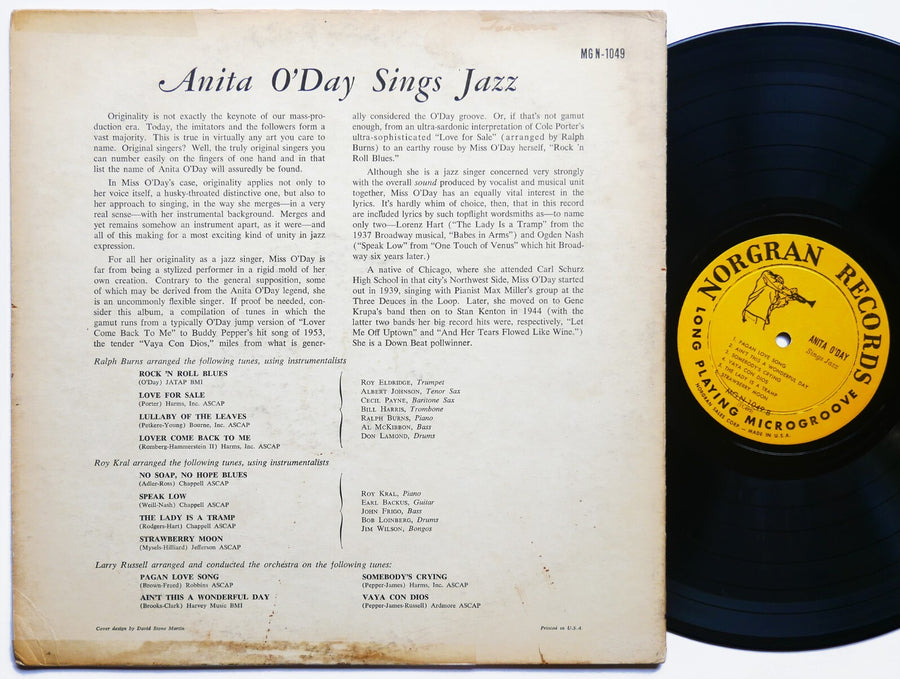 MG N-1049
Anita O'Day Sings Jazz
Originality is not exactly the keynote of our mass-pro-
duction era. Today, the imitators and the followers form a
vast majority. This is true in virtually any art you care to
name. Original singers? Well, the truly original singers you
can number easily on the fingers of one hand and in that
list the name of Anita O'Day will assuredly be found.
In Miss O'Day's case, originality applies not only to
her voice itself, a husky-throated distinctive one, but also to
her approach to singing, in the way she merges—in a very
real sense—with her instrumental background. Merges and
yet remains somehow an instrument apart, as it were—and
all of this making for a most exciting kind of unity in jazz
expression.
For all her originality as a jazz singer, Miss O'Day is
far from being a stylized performer in a rigid mold of her
own creation. Contrary to the general supposition, some
of which may be derived from the Anita O'Day legend, she
is an uncommonly flexible singer. If proof be needed, con-
sider this album, a compilation of tunes in which the
gamut runs from a typically O'Day jump version of "Lover
Come Back To Me" to Buddy Pepper's hit song of 1953,
the tender "Vaya Con Dios," miles from what is gener-
ally considered the O'Day groove. Or, if that's not gamut
enough, from an ultra-sardonic interpretation of Cole Porter's
ultra-sophisticated "Love for Sale" (arranged by Ralph
Burns) to an earthy rouse by Miss O'Day herself, "Rock 'n
Roll Blues."
Although she is a jazz singer concerned very strongly
with the overall sound produced by vocalist and musical unit
together, Miss O'Day has an equally vital interest in the
lyrics. It's hardly whim of choice, then, that in this record
are included lyrics by such topflight wordsmiths as—to name
only two—Lorenz Hart ("The Lady Is a Tramp" from the
1937 Broadway musical, "Babes in Arms") and Ogden Nash
("Speak Low" from "One Touch of Venus" which hit Broad-
way six years later.)
A native of Chicago, where she attended Carl Schurz
High School in that city's Northwest Side, Miss O'Day started
out in 1939, singing with Pianist Max Miller's group at the
Three Deuces in the Loop. Later, she moved on to Gene
Krupa's band then on to Stan Kenton in 1944 (with the
latter two bands her big record hits were, respectively, "Let
Me Off Uptown" and "And Her Tears Flowed Like Wine.")
She is a Down Beat pollwinner.
Ralph Burns arranged the following tunes, using instrumentalists
ROCK 'N ROLL BLUES
(O'Day) JATAP BMI
LOVE FOR SALE
(Porter) Harms, Inc. ASCAP
LULLABY OF THE LEAVES
(Petkere-Young) Bourne, Inc. ASCAP
LOVER COME BACK TO ME
(Romberg-Hammerstein II) Harms, Inc. ASCAP
ROY ELDRIDGE, Trumpet
ALBERT JOHNSON, Tenor Sax
CECIL PAYNE, Baritone Sax
BILL HARRIS, Trombone
RALPH BURNS, Piano
AL MCKIBBON, Bass
DON LAMOND, Drums
Roy Kral arranged the following tunes, using instrumentalists
NO SOAP, NO HOPE BLUES
(Adler-Ross) Chappell ASCAP
SPEAK LOW
(Weill-Nash) Chappell ASCAP
THE LADY IS A TRAMP
(Rodgers-Hart) Chappell ASCAP
STRAWBERRY MOON
(Mysels-Hilliard) Jefferson ASCAP
ROY KRAL, Piano
EARL BACKUS, Guitar
JOHN FRIGO, Bass
BOB LOINBERG, Drums
JIM WILSON, Bongos
Larry Russell arranged and conducted the orchestra on the following tunes:
PAGAN LOVE SONG
(Brown-Freed) Robbins ASCAP
AIN'T THIS A WONDERFUL DAY
(Brooks-Clark) Harvey Music BMI
SOMEBODY'S CRYING
(Pepper-James) Harms, Inc. ASCAP
VAYA CON DIOS
(Pepper-James-Russell) Ardmore ASCAP
Cover design by David Stone Martin
Printed in U.S.A.
NORGRAN RECORDS
ANITA O'DAY
Sings Jazz
1. PAGAN LOVE SONG
2. AIN'T THIS A WONDERFUL DAY
3. SOMEBODY'S CRYING
4. VAYA CON DIOS
5. THE LADY IS A TRAMP
6. STRAWBERRY MOON
MG N-1049-B
LONG PLAYING MICROGROOVE
NORGRAN SALES CORP — MADE IN U.S.A.